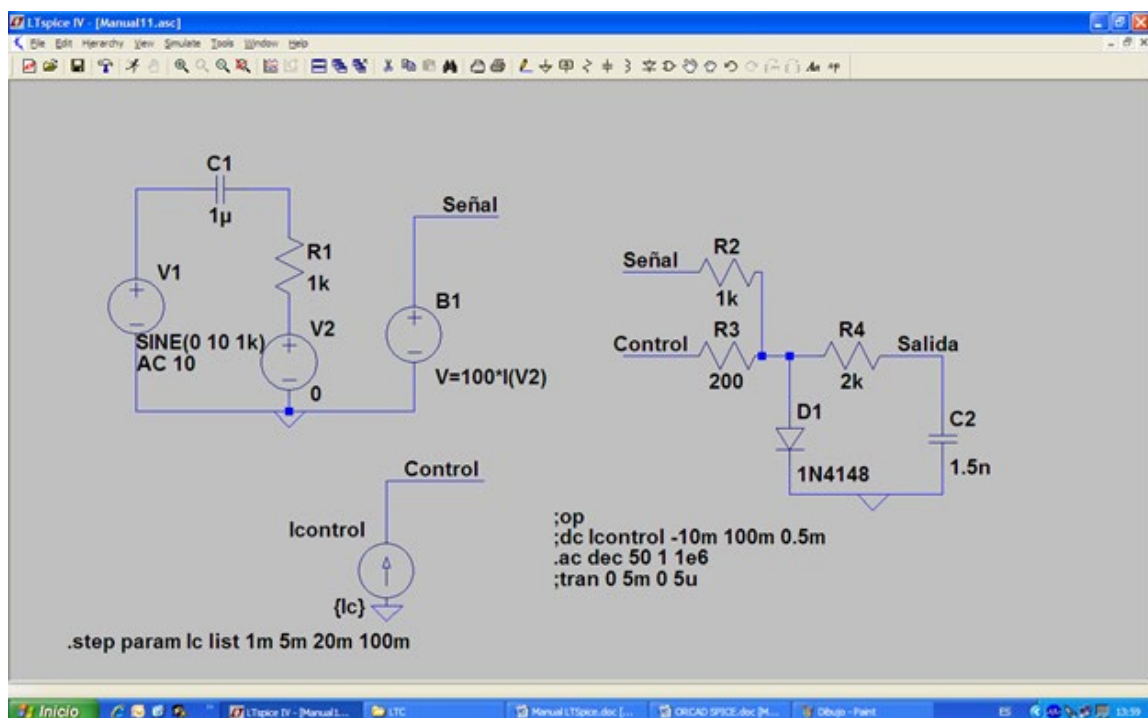 LTspice IV - [Manual11.asc]
File Edit Hierarchy View Simulate Tools Window Help
C1
1µ
V1
SINE(0 10 1k)
AC 10
R1
1k
V2
0
Señal
B1
V=100*I(V2)
Señal
R2
1k
Control
R3
200
R4
2k
Salida
D1
1N4148
C2
1.5n
Control
Icontrol
{Ic}
.step param Ic list 1m 5m 20m 100m
;op
;dc Icontrol -10m 100m 0.5m
.ac dec 50 1 1e6
;tran 0 5m 0 5u
Inicio
LTspice IV - [Manual1...
LTC
Manual LTSpice.doc [...
ORCAD SPICE.doc [M...
Dibujo - Paint
ES
13:59